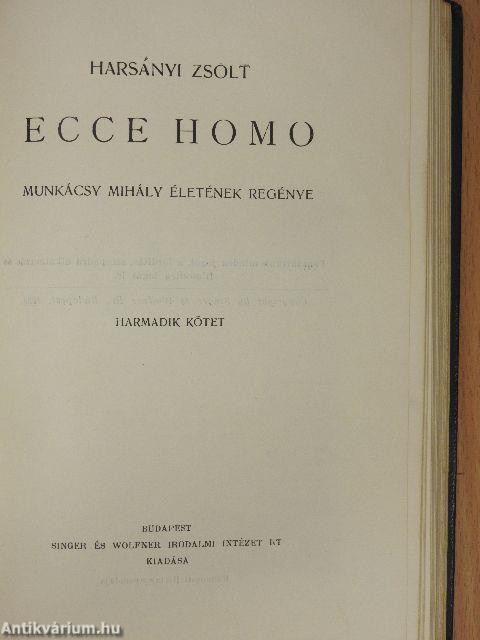 HARSÁNYI ZSOLT
ECCE HOMO
MUNKÁCSY MIHÁLY ÉLETÉNEK REGÉNYE
HARMADIK KÖTET
BUDAPEST
SINGER ÉS WOLFNER IRODALMI INTÉZET RT
KIADÁSA
Antikvárium.hu